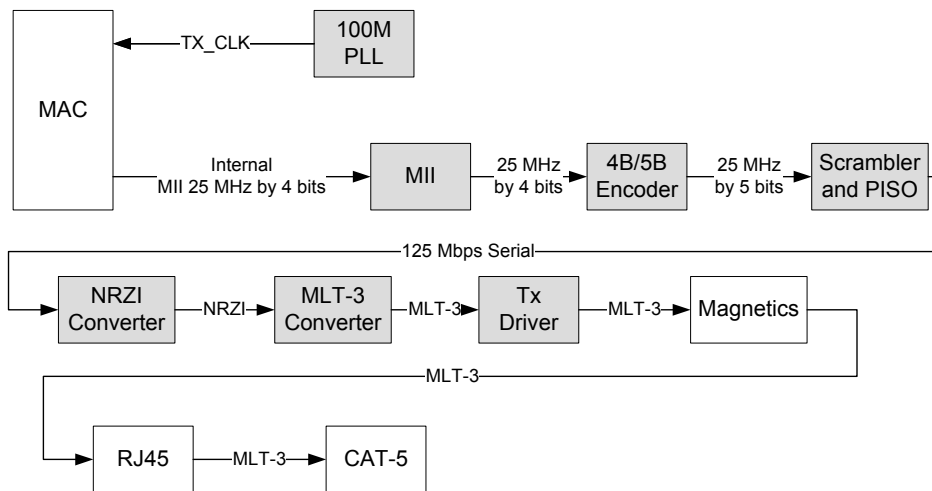 100M
PLL
TX_CLK
MAC
Internal
MII 25 MHz by 4 bits
MII
25 MHz
by 4 bits
4B/5B
Encoder
25 MHz
by 5 bits
Scrambler
and PISO
125 Mbps Serial
NRZI
Converter
NRZI
MLT-3
Converter
MLT-3
Tx
Driver
MLT-3
Magnetics
MLT-3
RJ45
MLT-3
CAT-5